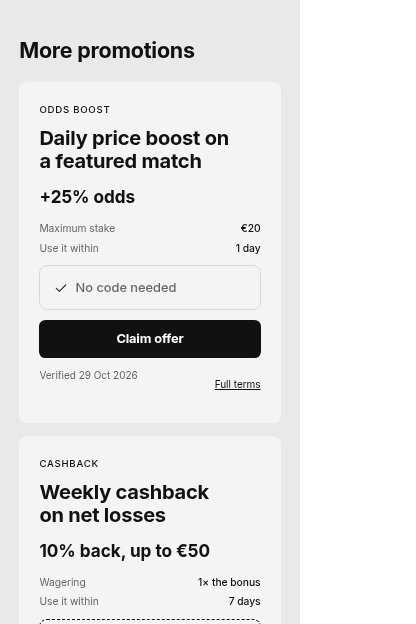 More promotions
ODDS BOOST
Daily price boost on
a featured match
+25% odds
Maximum stake €20
Use it within 1 day
No code needed
Claim offer
Verified 29 Oct 2026
Full terms
CASHBACK
Weekly cashback
on net losses
10% back, up to €50
Wagering 1× the bonus
Use it within 7 days